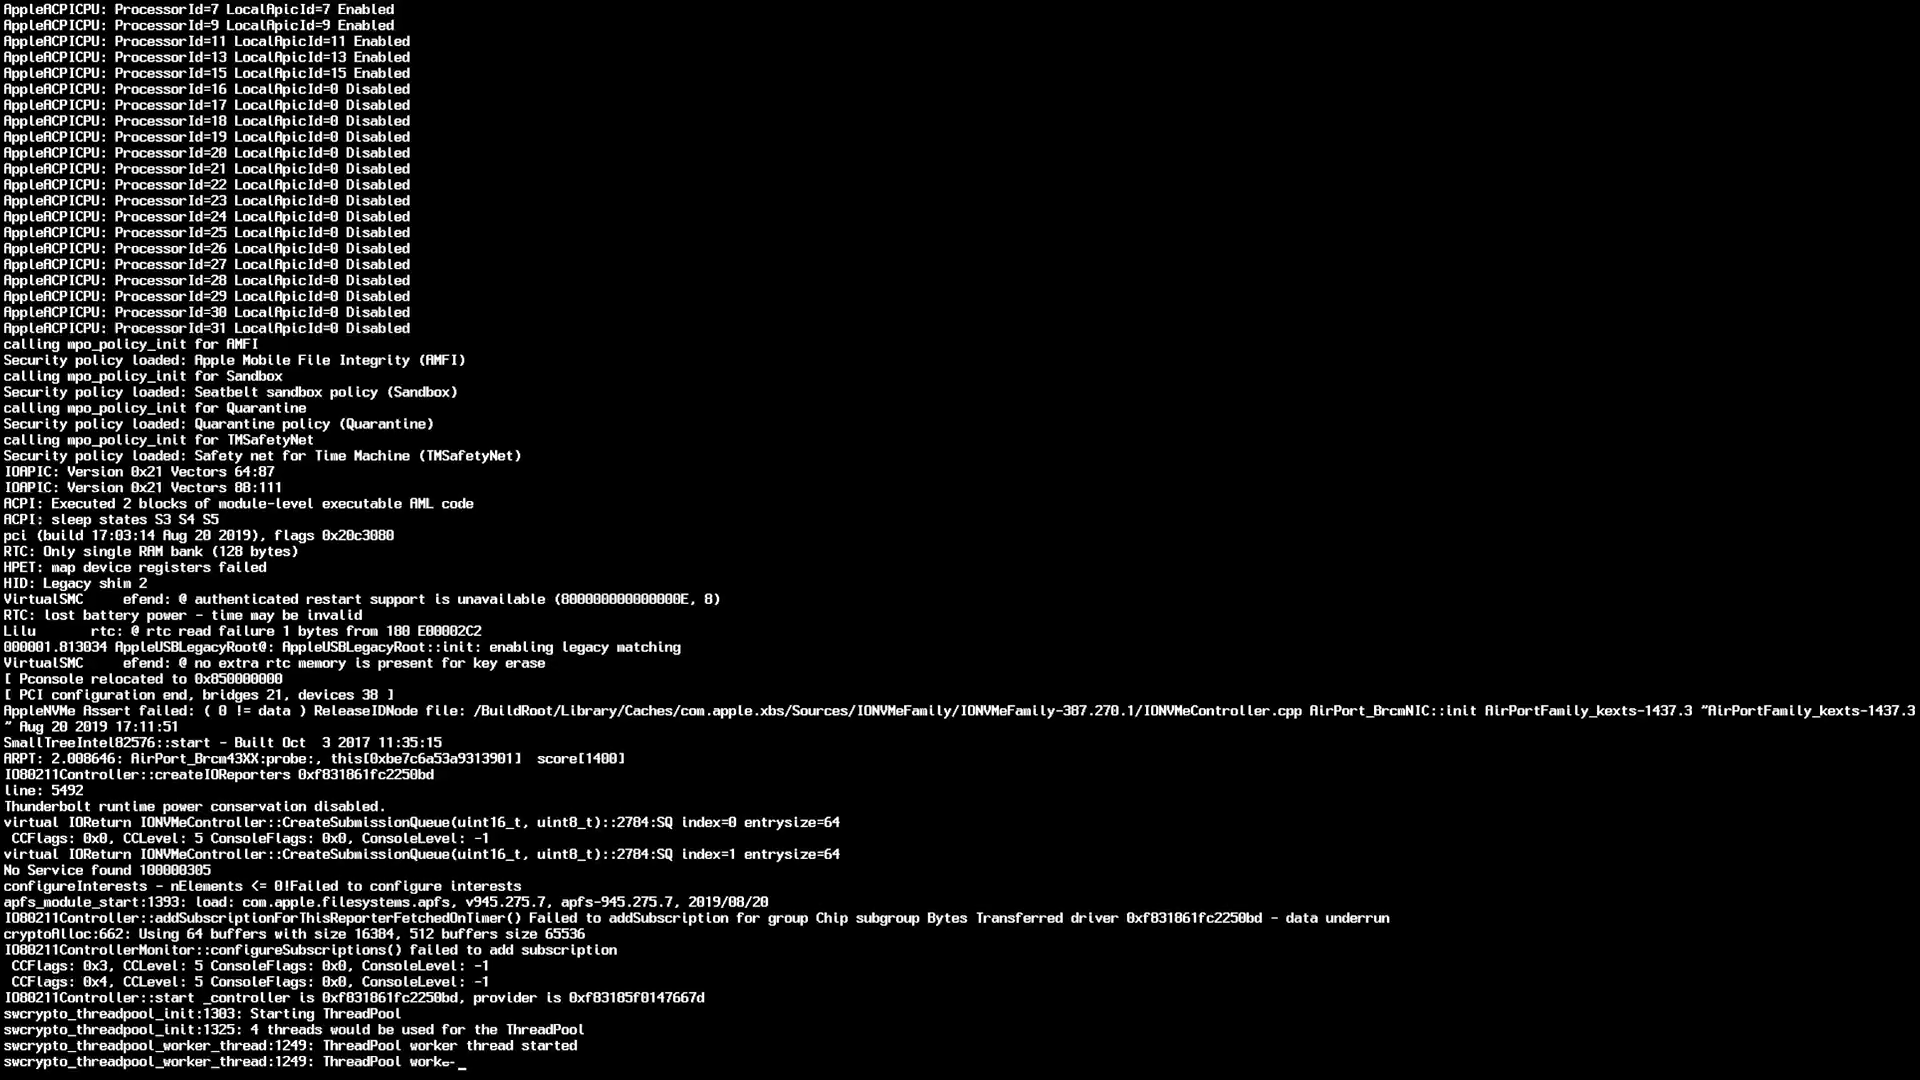 AppleACPICPU: ProcessorId=7 LocalApicId=7 Enabled
AppleACPICPU: ProcessorId=9 LocalApicId=9 Enabled
AppleACPICPU: ProcessorId=11 LocalApicId=11 Enabled
AppleACPICPU: ProcessorId=13 LocalApicId=13 Enabled
AppleACPICPU: ProcessorId=15 LocalApicId=15 Enabled
AppleACPICPU: ProcessorId=16 LocalApicId=0 Disabled
AppleACPICPU: ProcessorId=17 LocalApicId=0 Disabled
AppleACPICPU: ProcessorId=18 LocalApicId=0 Disabled
AppleACPICPU: ProcessorId=19 LocalApicId=0 Disabled
AppleACPICPU: ProcessorId=20 LocalApicId=0 Disabled
AppleACPICPU: ProcessorId=21 LocalApicId=0 Disabled
AppleACPICPU: ProcessorId=22 LocalApicId=0 Disabled
AppleACPICPU: ProcessorId=23 LocalApicId=0 Disabled
AppleACPICPU: ProcessorId=24 LocalApicId=0 Disabled
AppleACPICPU: ProcessorId=25 LocalApicId=0 Disabled
AppleACPICPU: ProcessorId=26 LocalApicId=0 Disabled
AppleACPICPU: ProcessorId=27 LocalApicId=0 Disabled
AppleACPICPU: ProcessorId=28 LocalApicId=0 Disabled
AppleACPICPU: ProcessorId=29 LocalApicId=0 Disabled
AppleACPICPU: ProcessorId=30 LocalApicId=0 Disabled
AppleACPICPU: ProcessorId=31 LocalApicId=0 Disabled
calling mpo_policy_init for AMFI
Security policy loaded: Apple Mobile File Integrity (AMFI)
calling mpo_policy_init for Sandbox
Security policy loaded: Seatbelt sandbox policy (Sandbox)
calling mpo_policy_init for Quarantine
Security policy loaded: Quarantine policy (Quarantine)
calling mpo_policy_init for TMSafetyNet
Security policy loaded: Safety net for Time Machine (TMSafetyNet)
IOAPIC: Version 0x21 Vectors 64:87
IOAPIC: Version 0x21 Vectors 88:111
ACPI: Executed 2 blocks of module-level executable AML code
ACPI: sleep states S3 S4 S5
pci (build 17:03:14 Aug 20 2019), flags 0x20c3080
RTC: Only single RAM bank (128 bytes)
HPET: map device registers failed
HID: Legacy shim 2
VirtualSMC     efend: @ authenticated restart support is unavailable (800000000000000E, 8)
RTC: lost battery power - time may be invalid
Lilu       rtc: @ rtc read failure 1 bytes from 180 E00002C2
000001.813034 AppleUSBLegacyRoot@: AppleUSBLegacyRoot::init: enabling legacy matching
VirtualSMC     efend: @ no extra rtc memory is present for key erase
[ Pconsole relocated to 0x850000000
[ PCI configuration end, bridges 21, devices 38 ]
AppleNVMe Assert failed: ( 0 != data ) ReleaseIDNode file: /BuildRoot/Library/Caches/com.apple.xbs/Sources/IONVMeFamily/IONVMeFamily-387.270.1/IONVMeController.cpp AirPort_BrcmNIC::init AirPortFamily_kexts-1437.3 "AirPortFamily_kexts-1437.3
" Aug 20 2019 17:11:51
SmallTreeIntel82576::start - Built Oct  3 2017 11:35:15
ARPT: 2.008646: AirPort_Brcm43XX:probe:, this[0xbe7c6a53a9313901]  score[1400]
IO80211Controller::createIOReporters 0xf831861fc2250bd
line: 5492
Thunderbolt runtime power conservation disabled.
virtual IOReturn IONVMeController::CreateSubmissionQueue(uint16_t, uint8_t)::2784:SQ index=0 entrysize=64
 CCFlags: 0x0, CCLevel: 5 ConsoleFlags: 0x0, ConsoleLevel: -1
virtual IOReturn IONVMeController::CreateSubmissionQueue(uint16_t, uint8_t)::2784:SQ index=1 entrysize=64
No Service found 100000305
configureInterests - nElements <= 0!Failed to configure interests
apfs_module_start:1393: load: com.apple.filesystems.apfs, v945.275.7, apfs-945.275.7, 2019/08/20
IO80211Controller::addSubscriptionForThisReporterFetchedOnTimer() Failed to addSubscription for group Chip subgroup Bytes Transferred driver 0xf831861fc2250bd - data underrun
cryptoAlloc:662: Using 64 buffers with size 16384, 512 buffers size 65536
IO80211ControllerMonitor::configureSubscriptions() failed to add subscription
 CCFlags: 0x3, CCLevel: 5 ConsoleFlags: 0x0, ConsoleLevel: -1
 CCFlags: 0x4, CCLevel: 5 ConsoleFlags: 0x0, ConsoleLevel: -1
IO80211Controller::start _controller is 0xf831861fc2250bd, provider is 0xf83185f0147667d
swcrypto_threadpool_init:1303: Starting ThreadPool
swcrypto_threadpool_init:1325: 4 threads would be used for the ThreadPool
swcrypto_threadpool_worker_thread:1249: ThreadPool worker thread started
swcrypto_threadpool_worker_thread:1249: ThreadPool worke-_